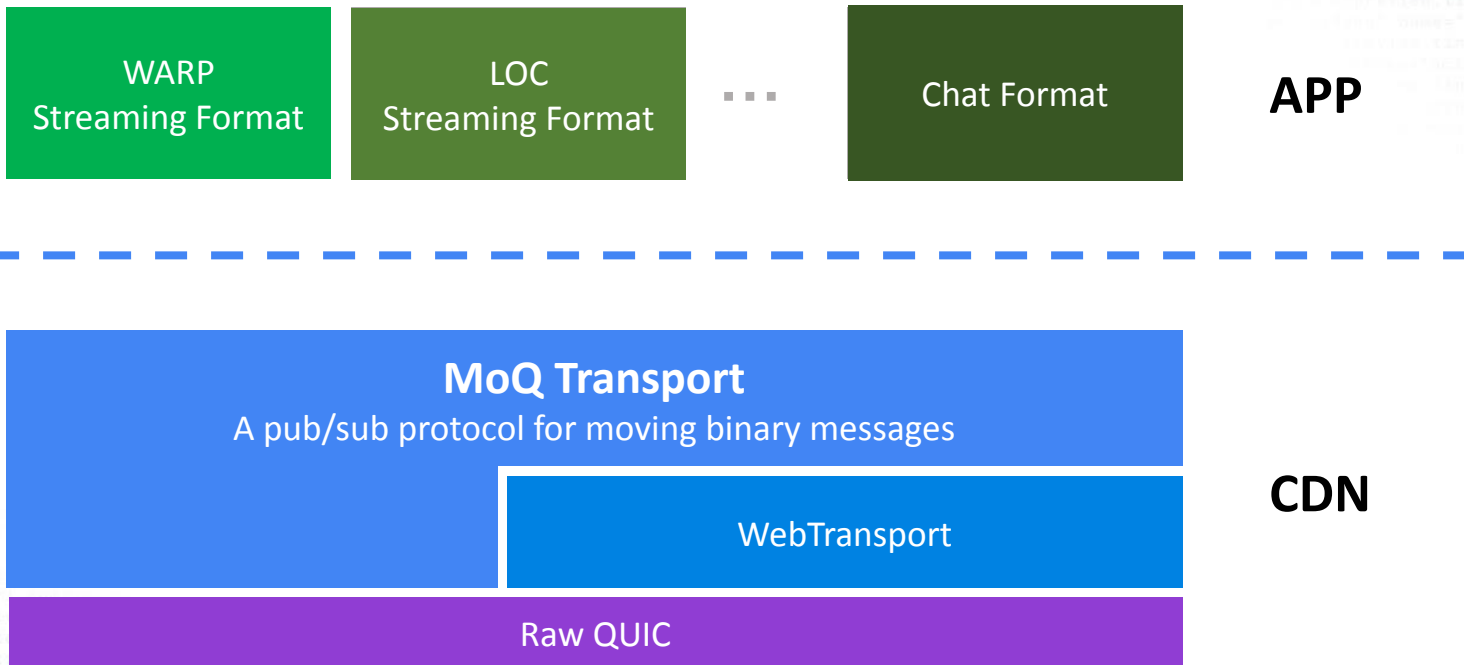 WARP
Streaming Format
LOC
Streaming Format
...
Chat Format
APP
MoQ Transport
A pub/sub protocol for moving binary messages
CDN
WebTransport
Raw QUIC